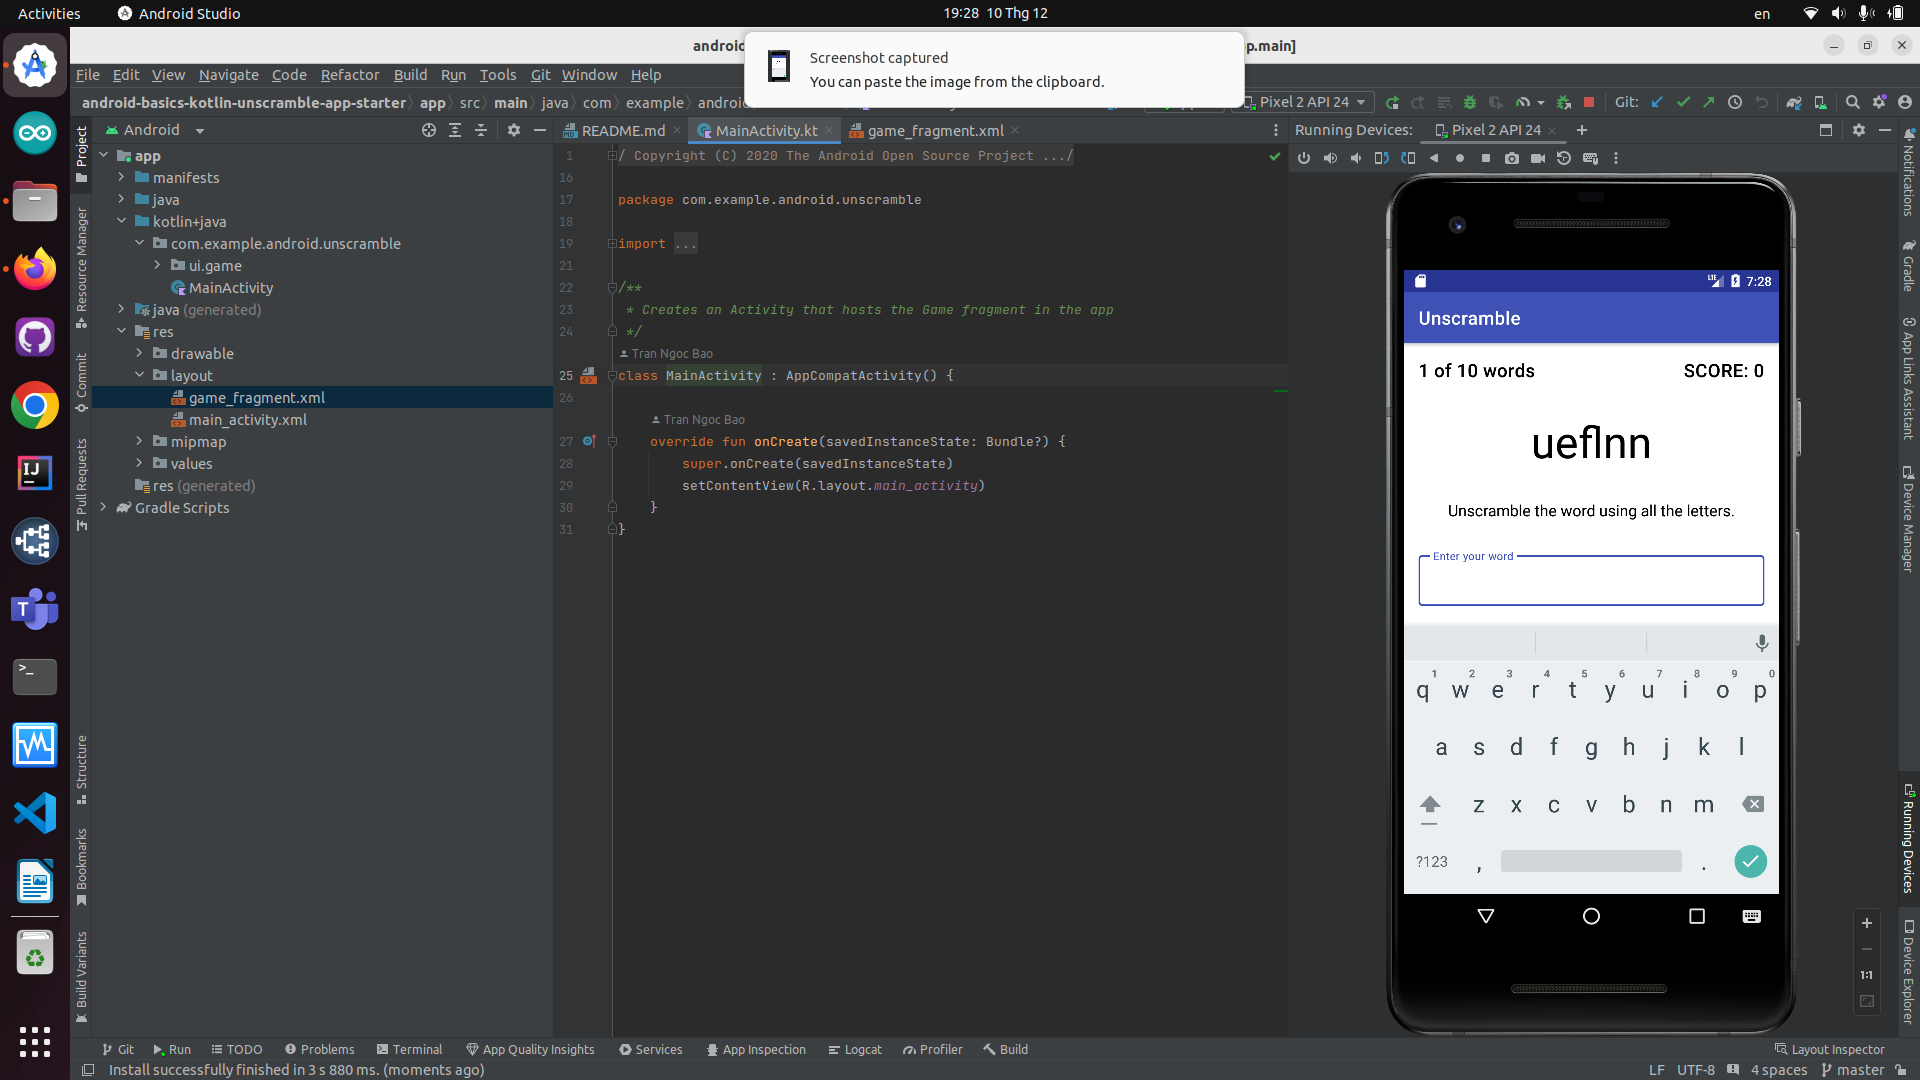 Activities
Android Studio
19:28 10 Thg 12
en
android
p.main]
Screenshot captured
You can paste the image from the clipboard.
File Edit View Navigate Code Refactor Build Run Tools Git Window Help
android-basics-kotlin-unscramble-app-starter app src main java com example android
Pixel 2 API 24
Git:
Android
README.md
MainActivity.kt
game_fragment.xml
Running Devices:
Pixel 2 API 24
Project
Resource Manager
Commit
Pull Requests
Structure
Bookmarks
Build Variants
app
manifests
java
kotlin+java
com.example.android.unscramble
ui.game
MainActivity
java (generated)
res
drawable
layout
game_fragment.xml
main_activity.xml
mipmap
values
res (generated)
Gradle Scripts
1 / Copyright (C) 2020 The Android Open Source Project .../
16
17 package com.example.android.unscramble
18
19 import ...
21
22 /**
23 * Creates an Activity that hosts the Game fragment in the app
24 */
Tran Ngoc Bao
25 class MainActivity : AppCompatActivity() {
26
Tran Ngoc Bao
27 override fun onCreate(savedInstanceState: Bundle?) {
28 super.onCreate(savedInstanceState)
29 setContentView(R.layout.main_activity)
30 }
31 }
LTE 7:28
Unscramble
1 of 10 words
SCORE: 0
ueflnn
Unscramble the word using all the letters.
Enter your word
1 2 3 4 5 6 7 8 9 0
q w e r t y u i o p
a s d f g h j k l
z x c v b n m
?123 , .
1:1
Notifications
Gradle
App Links Assistant
Device Manager
Running Devices
Device Explorer
Git Run TODO Problems Terminal App Quality Insights Services App Inspection Logcat Profiler Build
Layout Inspector
Install successfully finished in 3 s 880 ms. (moments ago)
LF UTF-8 4 spaces master